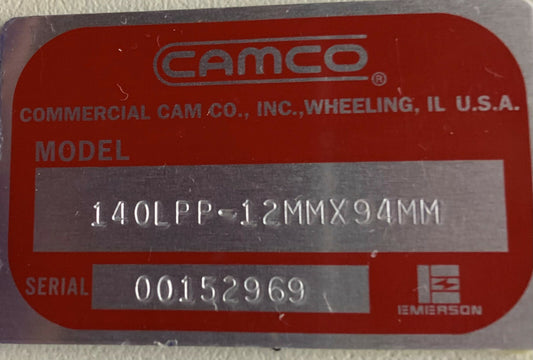 CAMCO®
COMMERCIAL CAM CO., INC., WHEELING, IL U.S.A.
MODEL
140LPP-12MMX94MM
SERIAL 00152969
EMERSON